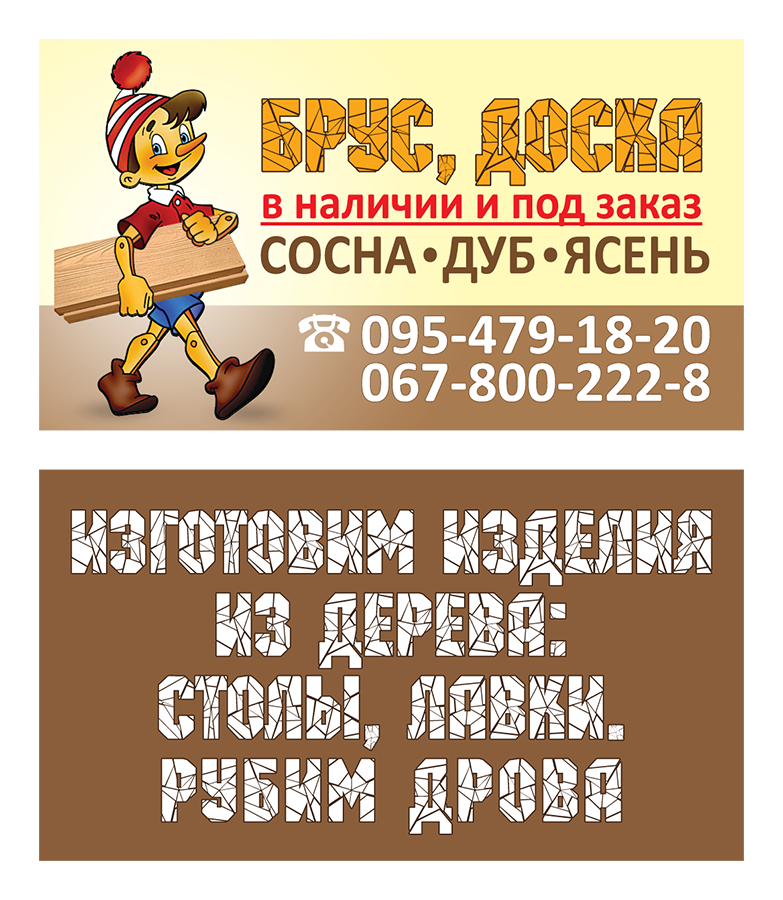 БРУС, ДОСКА
в наличии и под заказ
СОСНА•ДУБ•ЯСЕНЬ
095-479-18-20
067-800-222-8
ИЗГОТОВИМ ИЗДЕЛИЯ
ИЗ ДЕРЕВА:
СТОЛЫ, ЛАВКИ.
РУБИМ ДРОВА